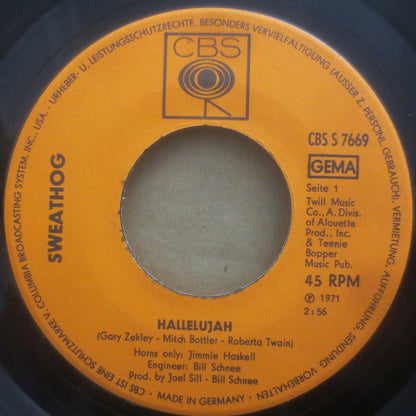 URHEBER- U. LEISTUNGSSCHUTZRECHTE. BESONDERS VERVIELFÄLTIGUNG (AUSSER Z. PERSÖNL. GEBRAUCH), VERMIETUNG, AUFFÜHRUNG, SENDUNG VORBEHALTEN
CBS IST EINE SCHUTZMARKE V. COLUMBIA BROADCASTING SYSTEM, INC., USA.
CBS
SWEATHOG
CBS S 7669
GEMA
Seite 1
Twill Music
Co., A. Divis.
of Alouette
Prod., Inc.
& Teenie
Bopper
Music Pub.
45 RPM
℗ 1971
2:56
HALLELUJAH
(Gary Zekley - Mitch Bottler - Roberta Twain)
Horns only: Jimmie Haskell
Engineer: Bill Schnee
Prod. by Joel Sill - Bill Schnee
MADE IN GERMANY